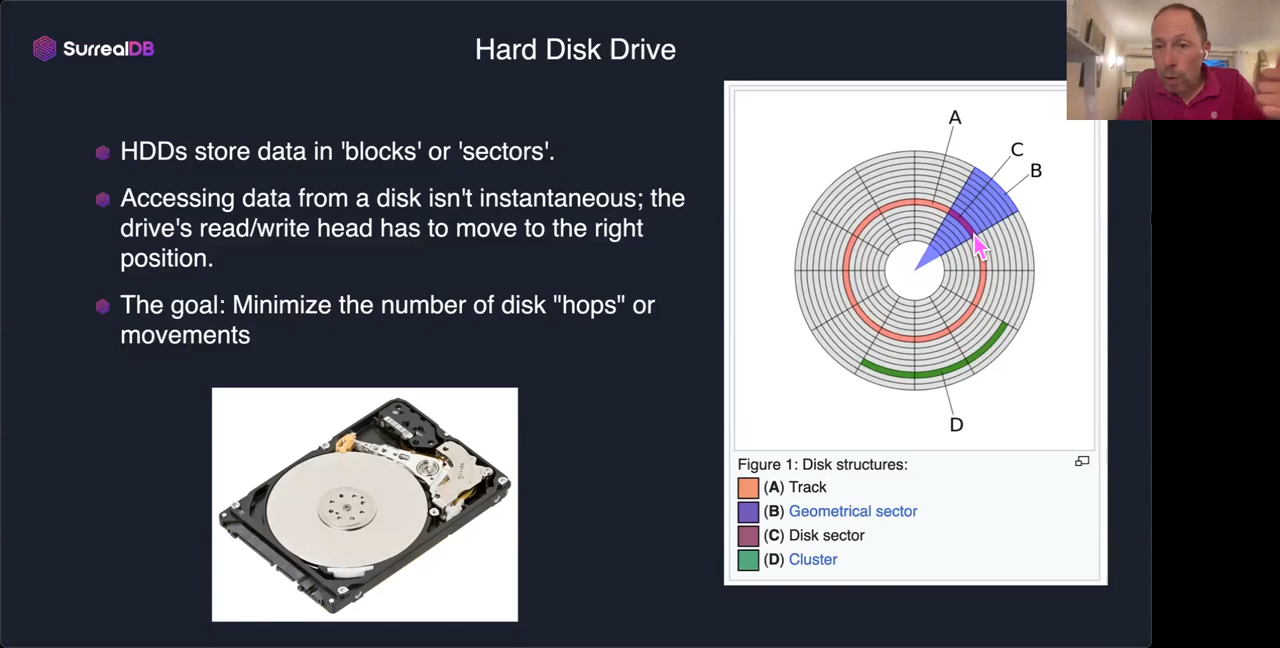 SurrealDB
Hard Disk Drive
HDDs store data in 'blocks' or 'sectors'.
Accessing data from a disk isn't instantaneous; the
drive's read/write head has to move to the right
position.
The goal: Minimize the number of disk "hops" or
movements
A
C
B
D
Figure 1: Disk structures:
(A) Track
(B) Geometrical sector
(C) Disk sector
(D) Cluster